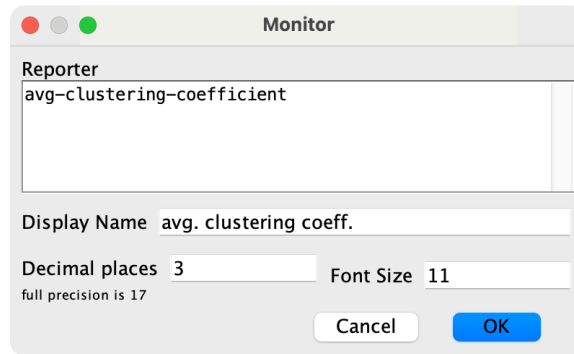 Monitor
Reporter
avg-clustering-coefficient
Display Name avg. clustering coeff.
Decimal places 3 Font Size 11
full precision is 17
Cancel OK